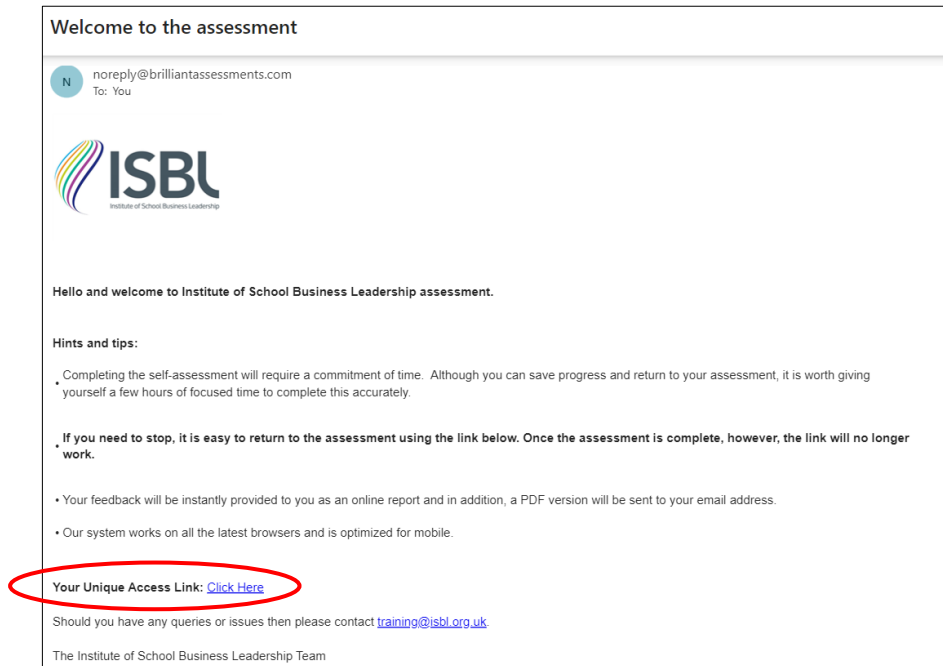 Welcome to the assessment
N
noreply@brilliantassessments.com
To: You
ISBL
Institute of School Business Leadership
Hello and welcome to Institute of School Business Leadership assessment.
Hints and tips:
• Completing the self-assessment will require a commitment of time.  Although you can save progress and return to your assessment, it is worth giving
yourself a few hours of focused time to complete this accurately.
• If you need to stop, it is easy to return to the assessment using the link below. Once the assessment is complete, however, the link will no longer
work.
• Your feedback will be instantly provided to you as an online report and in addition, a PDF version will be sent to your email address.
• Our system works on all the latest browsers and is optimized for mobile.
Your Unique Access Link: Click Here
Should you have any queries or issues then please contact training@isbl.org.uk.
The Institute of School Business Leadership Team